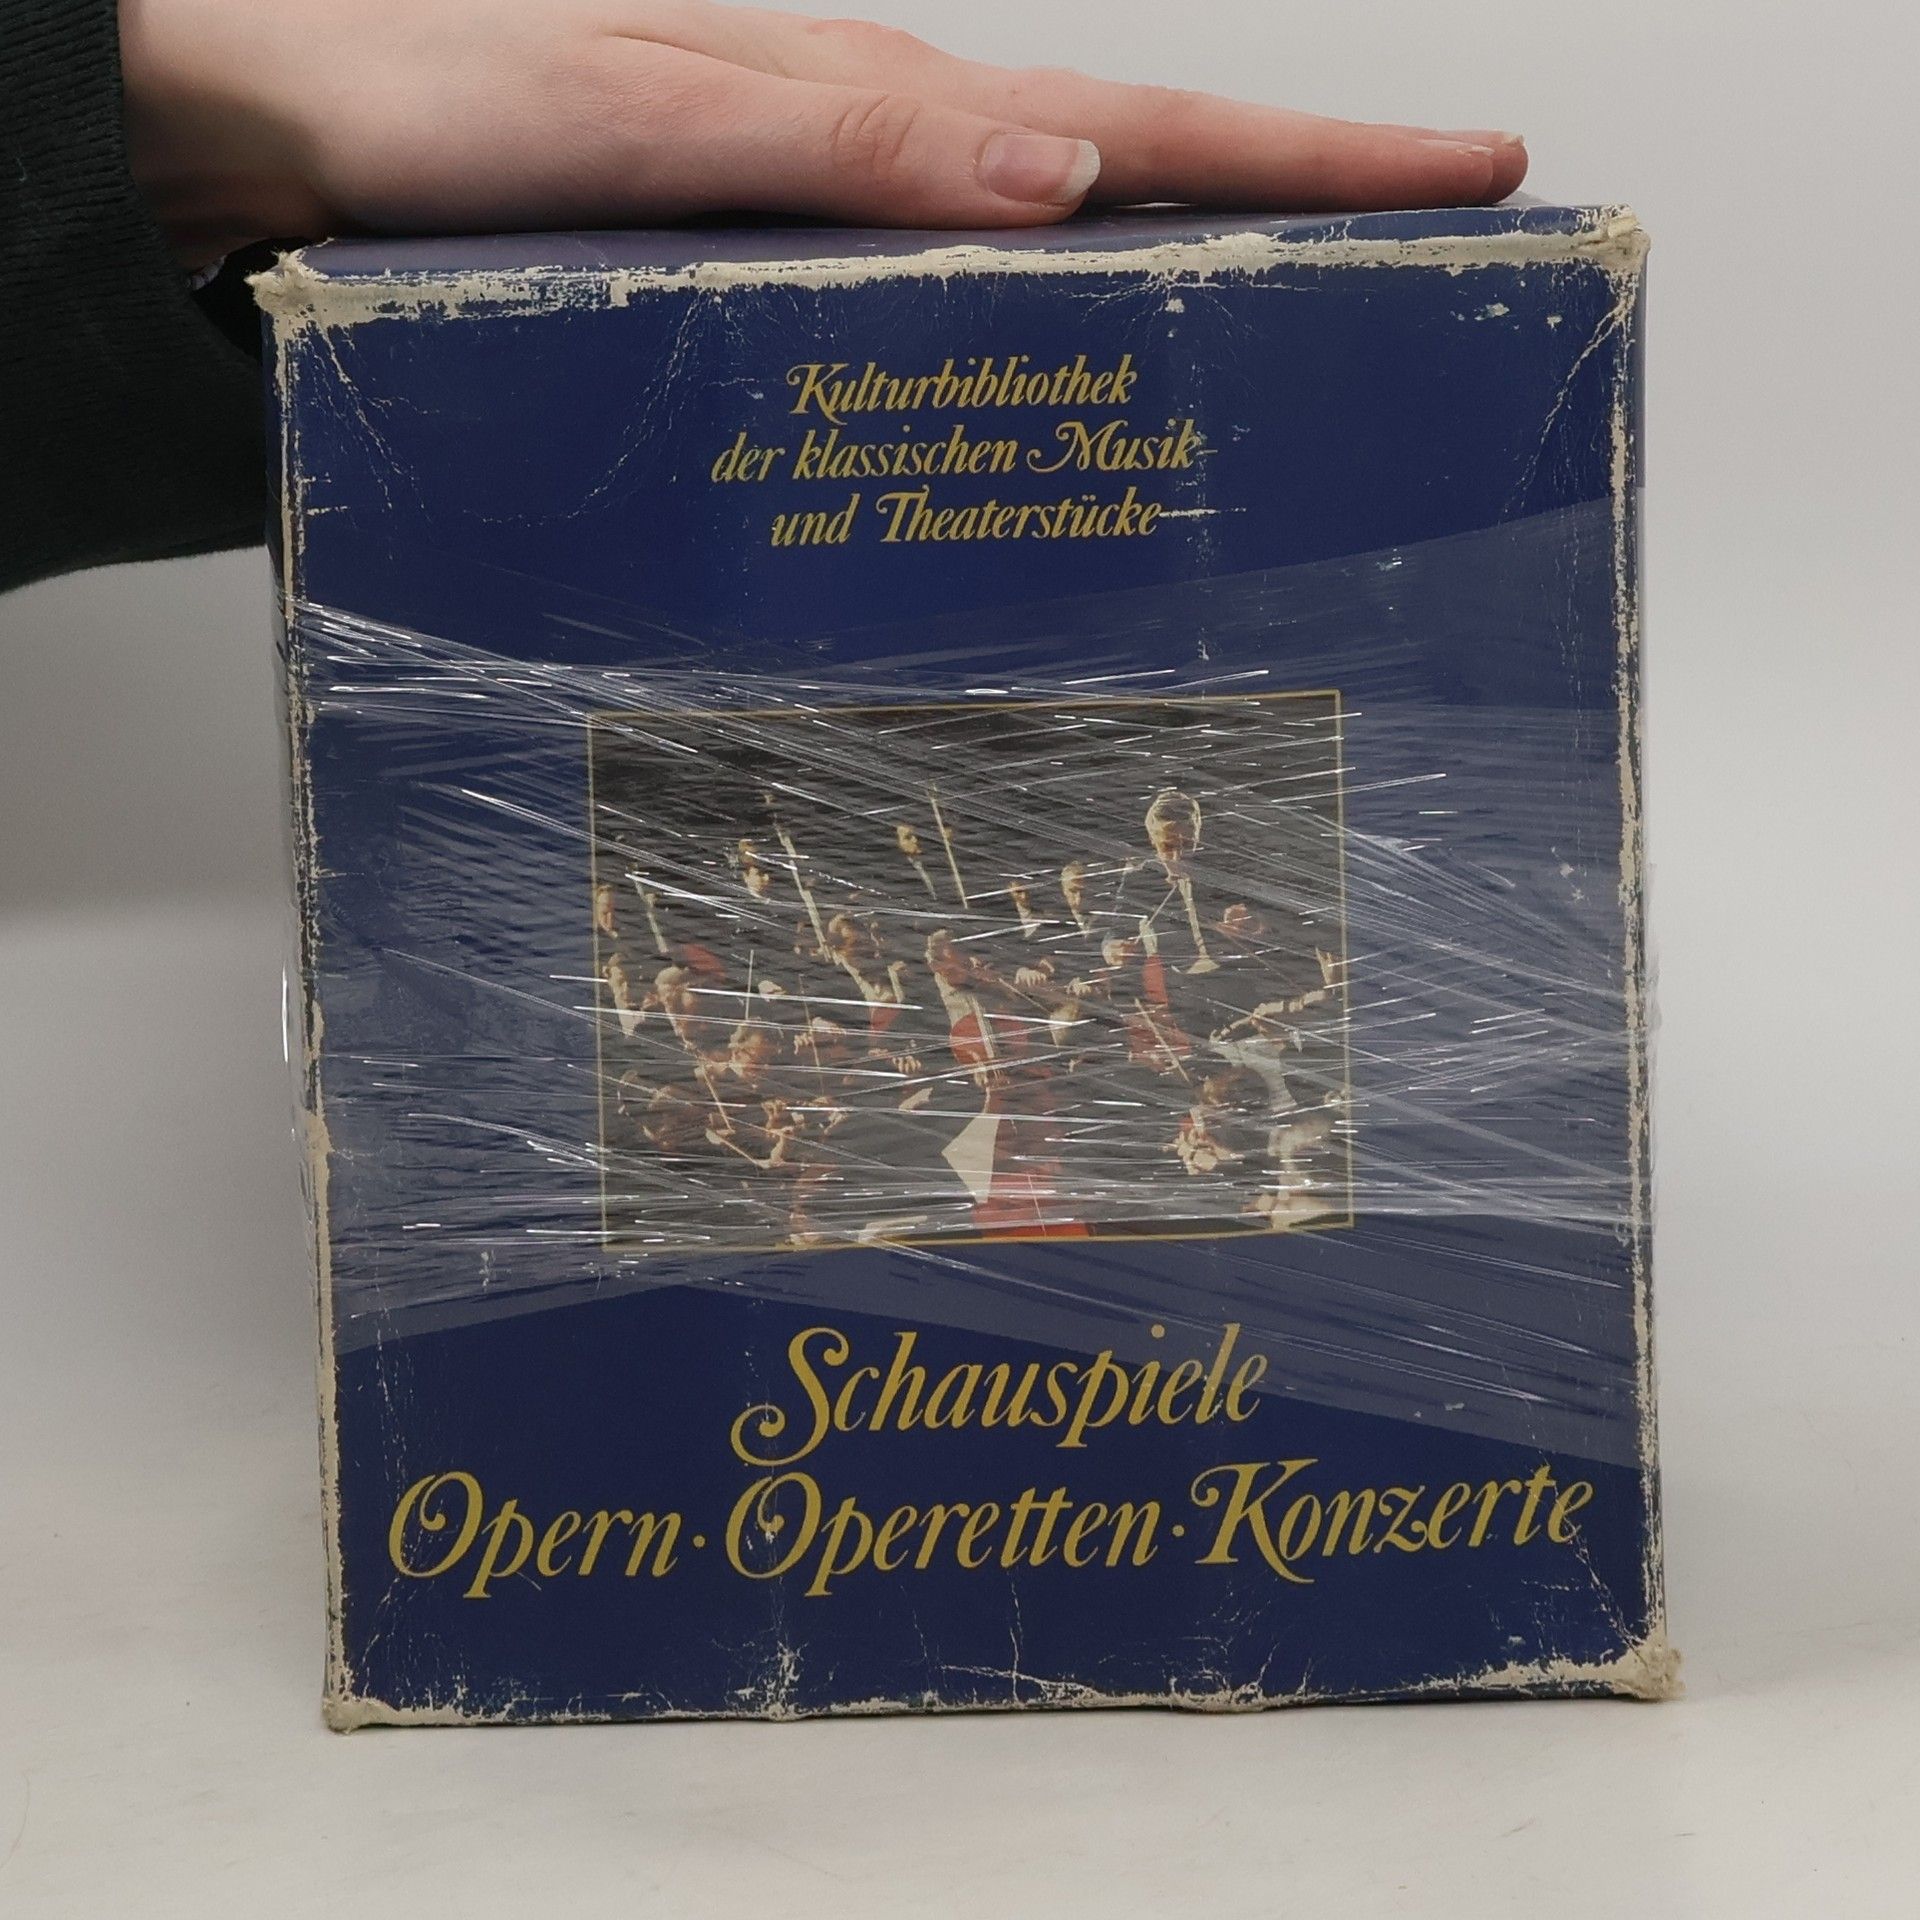 Kulturbibliothek
der klassischen Musik-
und Theaterstücke
Schauspiele
Opern · Operetten · Konzerte